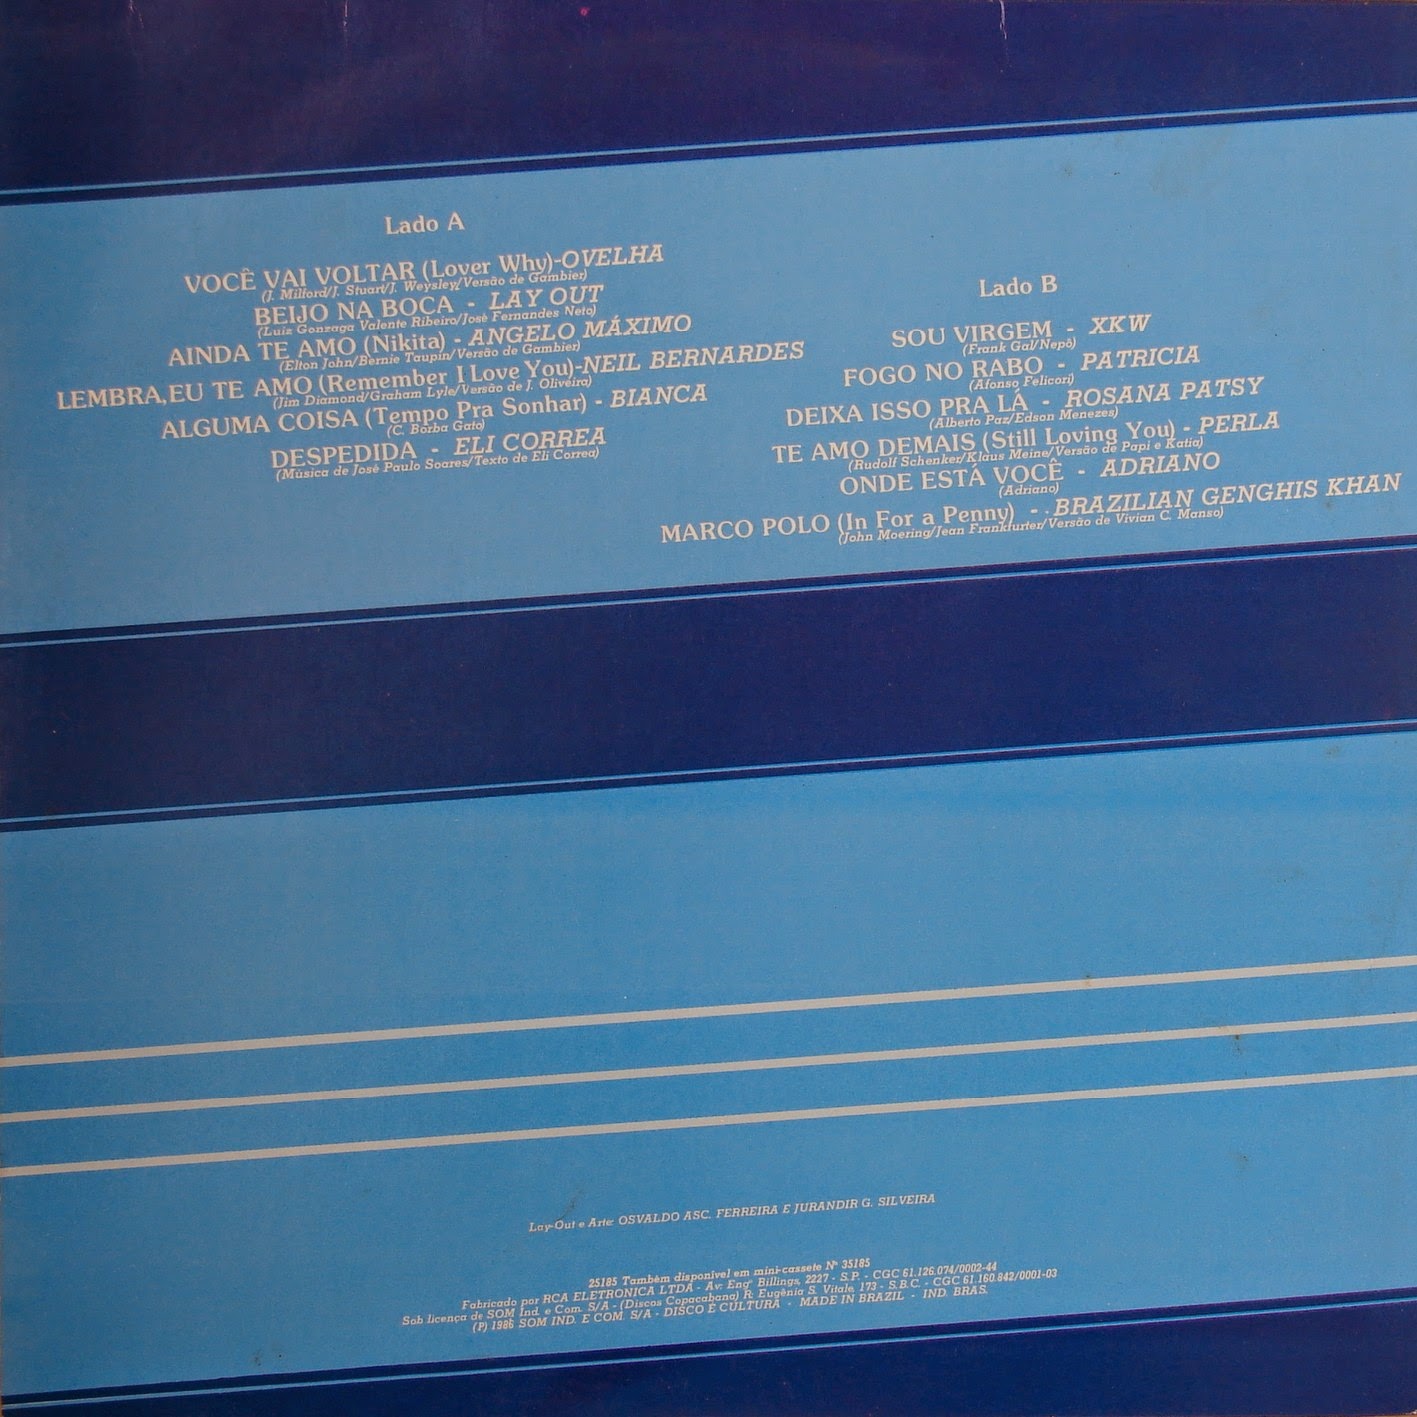 Lado A
VOCÊ VAI VOLTAR (Lover Why)-OVELHA
(J. Milford/J. Stuart/J. Weysley/Versão de Gambier)
BEIJO NA BOCA - LAY OUT
(Luiz Gonzaga Valente Ribeiro/José Fernandes Neto)
AINDA TE AMO (Nikita) - ANGELO MÁXIMO
(Elton John/Bernie Taupin/Versão de Gambier)
LEMBRA,EU TE AMO (Remember I Love You)-NEIL BERNARDES
(Jim Diamond/Graham Lyle/Versão de J. Oliveira)
ALGUMA COISA (Tempo Pra Sonhar) - BIANCA
(C. Borba Gato)
DESPEDIDA - ELI CORREA
(Música de José Paulo Soares/Texto de Eli Correa)
Lado B
SOU VIRGEM - XKW
(Frank Gal/Nepô)
FOGO NO RABO - PATRICIA
(Afonso Felicori)
DEIXA ISSO PRA LÁ - ROSANA PATSY
(Alberto Paz/Edson Menezes)
TE AMO DEMAIS (Still Loving You) - PERLA
(Rudolf Schenker/Klaus Meine/Versão de Papi e Katia)
ONDE ESTÁ VOCÊ - ADRIANO
(Adriano)
MARCO POLO (In For a Penny) - BRAZILIAN GENGHIS KHAN
(John Moering/Jean Frankfurter/Versão de Vivian C. Manso)
Lay-Out e Arte: OSVALDO ASC. FERREIRA E JURANDIR G. SILVEIRA
25185 Também disponível em mini-cassete Nº 35185
Fabricado por RCA ELETRONICA LTDA - Av. Engº Billings, 2227 - S.P. - CGC 61.126.074/0002-44
Sob licença de SOM Ind. e Com. S/A - (Discos Copacabana) R. Eugênia S. Vitale, 173 - S.B.C. - CGC 61.160.842/0001-03
(P) 1986 SOM IND. E COM. S/A - DISCO É CULTURA - MADE IN BRAZIL - IND. BRAS.